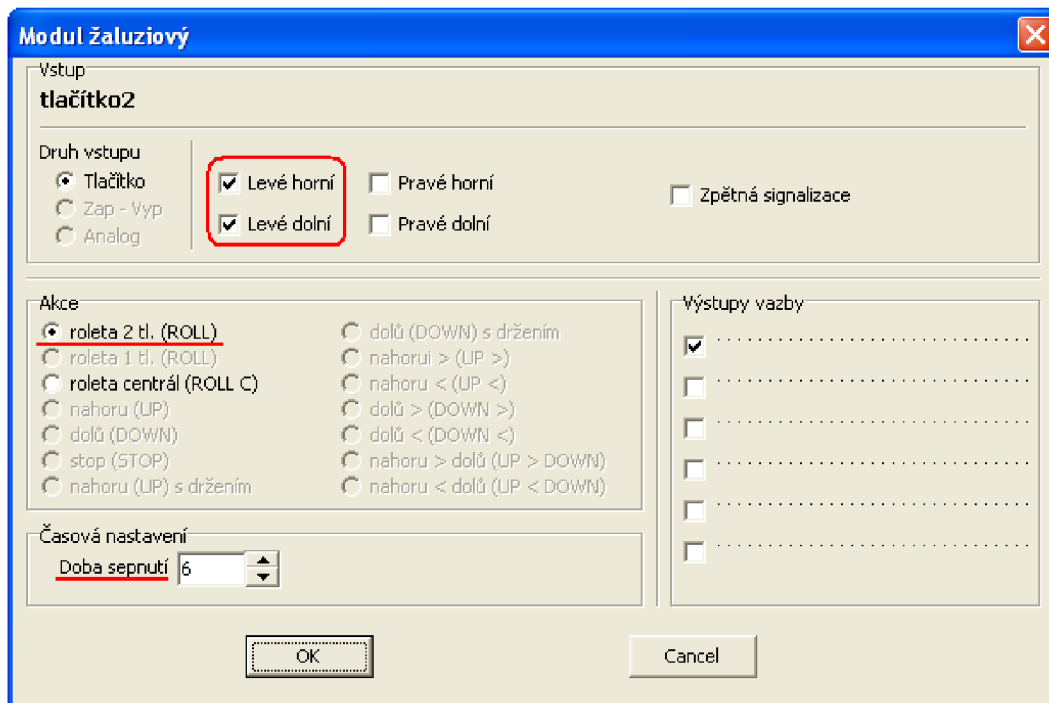 Modul žaluziový
Vstup
tlačítko2
Druh vstupu
Tlačítko
Zap - Vyp
Analog
Levé horní
Levé dolní
Pravé horní
Pravé dolní
Zpětná signalizace
Akce
roleta 2 tl. (ROLL)
roleta 1 tl. (ROLL)
roleta centrál (ROLL C)
nahoru (UP)
dolů (DOWN)
stop (STOP)
nahoru (UP) s držením
dolů (DOWN) s držením
nahorui > (UP >)
nahoru < (UP <)
dolů > (DOWN >)
dolů < (DOWN <)
nahoru > dolů (UP > DOWN)
nahoru < dolů (UP < DOWN)
Výstupy vazby
Časová nastavení
Doba sepnutí 6
OK
Cancel